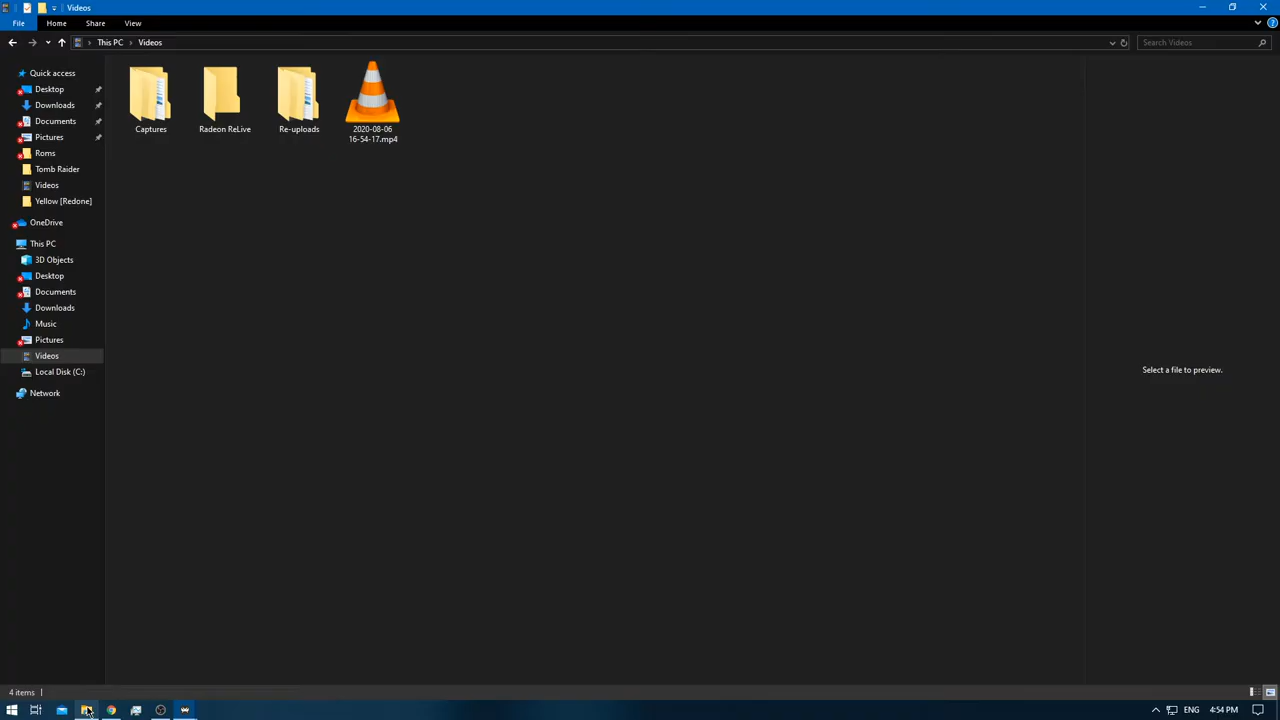 Videos
File Home Share View
This PC Videos Search Videos
Quick access
Desktop
Downloads
Documents
Pictures
Roms
Tomb Raider
Videos
Yellow [Redone]
OneDrive
This PC
3D Objects
Desktop
Documents
Downloads
Music
Pictures
Videos
Local Disk (C:)
Network
Captures
Radeon ReLive
Re-uploads
2020-08-06
16-54-17.mp4
Select a file to preview.
4 items
ENG 4:54 PM